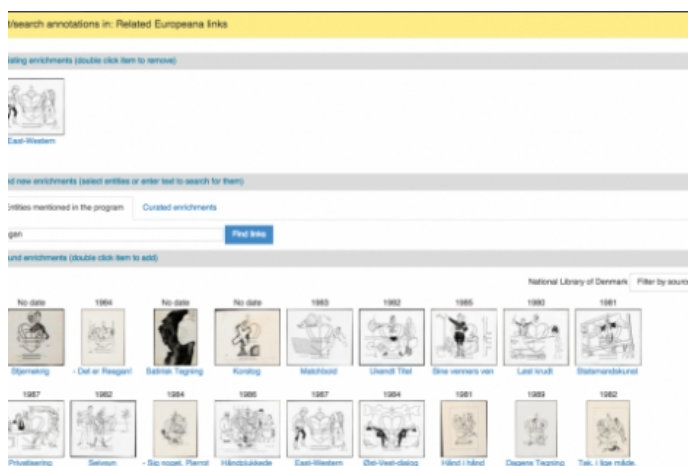 t/search annotations in: Related Europeana links
isting enrichments (double click item to remove)
East-Western
d new enrichments (select entities or enter text to search for them)
Entities mentioned in the program Curated enrichments
gan Find links
und enrichments (double click item to add)
National Library of Denmark Filter by source
No date 1984 No date No date 1983 1982 1985 1980 1981
Stjernekrig - Det er Reagan! Satirisk Tegning Korstog Matchbold Ukendt Titel Sine venners ven Løst krudt Statsmandskunst
1987 1982 1984 1986 1987 1984 1981 1989 1982
Privatisering Selvsun - Sig noget, Pierrot Håndplukkede East-Western Øst-Vest-dialog Hånd i hånd Dagens Tegning Tak, i lige måde.